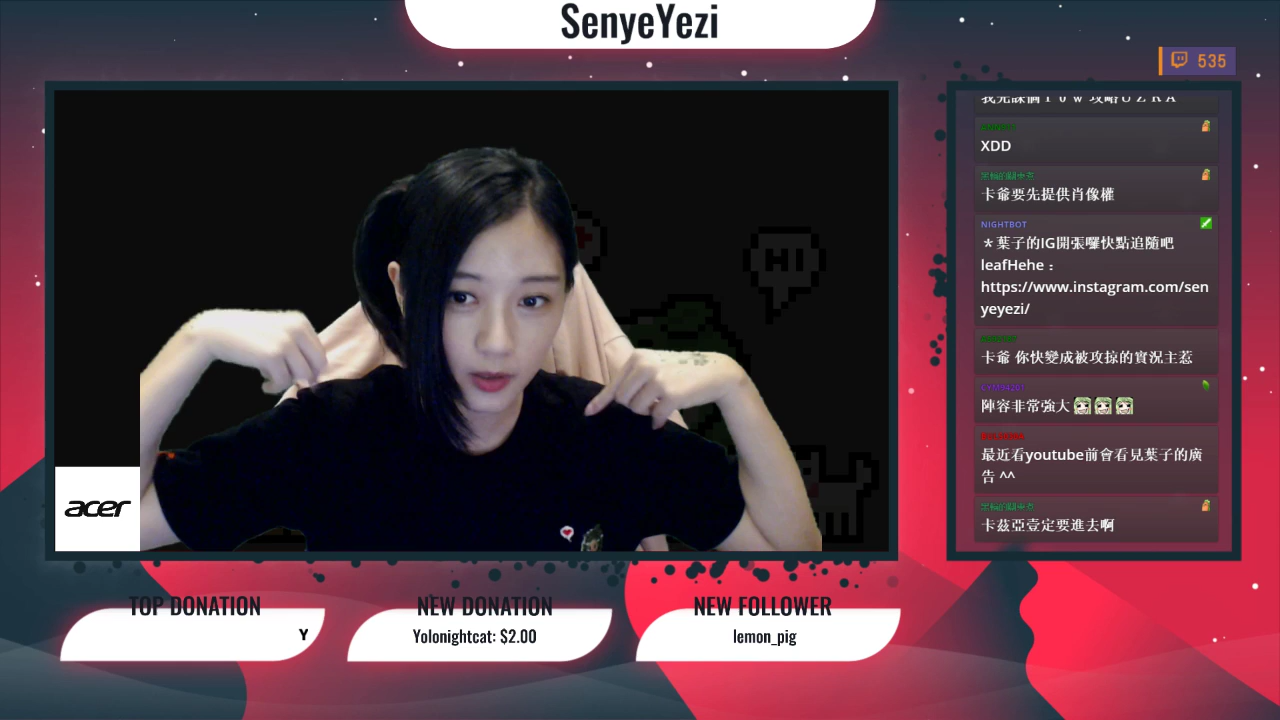 SenyeYezi
535
XDD
卡爺要先提供肖像權
NIGHTBOT
＊葉子的IG開張囉快點追隨吧
leafHehe：
https://www.instagram.com/sen
yeyezi/
卡爺 你快變成被攻掠的實況主惹
陣容非常強大
最近看youtube前會看見葉子的廣
告 ^^
卡茲亞壹定要進去啊
HI
acer
TOP DONATION
Y
NEW DONATION
Yolonightcat: $2.00
NEW FOLLOWER
lemon_pig